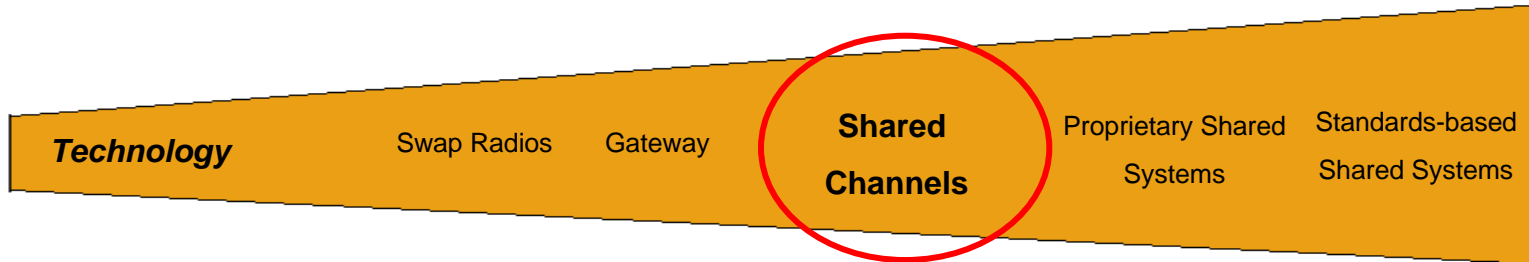 Technology
Swap Radios
Gateway
Shared
Channels
Proprietary Shared
Systems
Standards-based
Shared Systems